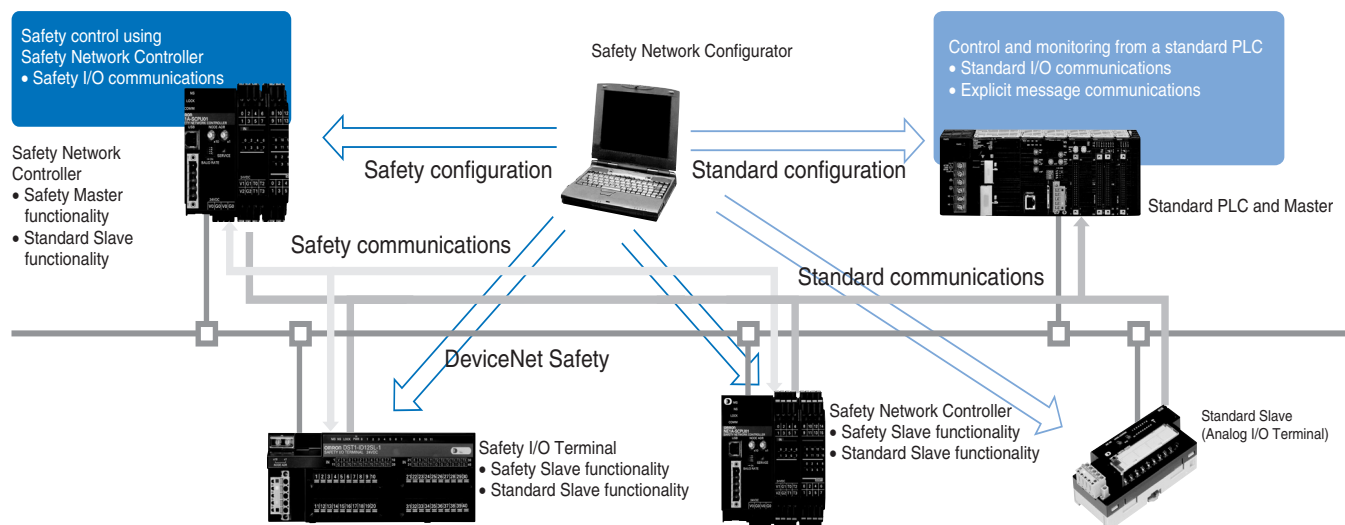 Safety control using
Safety Network Controller
• Safety I/O communications
Safety Network Configurator
Control and monitoring from a standard PLC
• Standard I/O communications
• Explicit message communications
Safety Network
Controller
• Safety Master
functionality
• Standard Slave
functionality
Safety configuration
Standard configuration
Standard PLC and Master
Safety communications
Standard communications
DeviceNet Safety
Safety I/O Terminal
• Safety Slave functionality
• Standard Slave functionality
Safety Network Controller
• Safety Slave functionality
• Standard Slave functionality
Standard Slave
(Analog I/O Terminal)